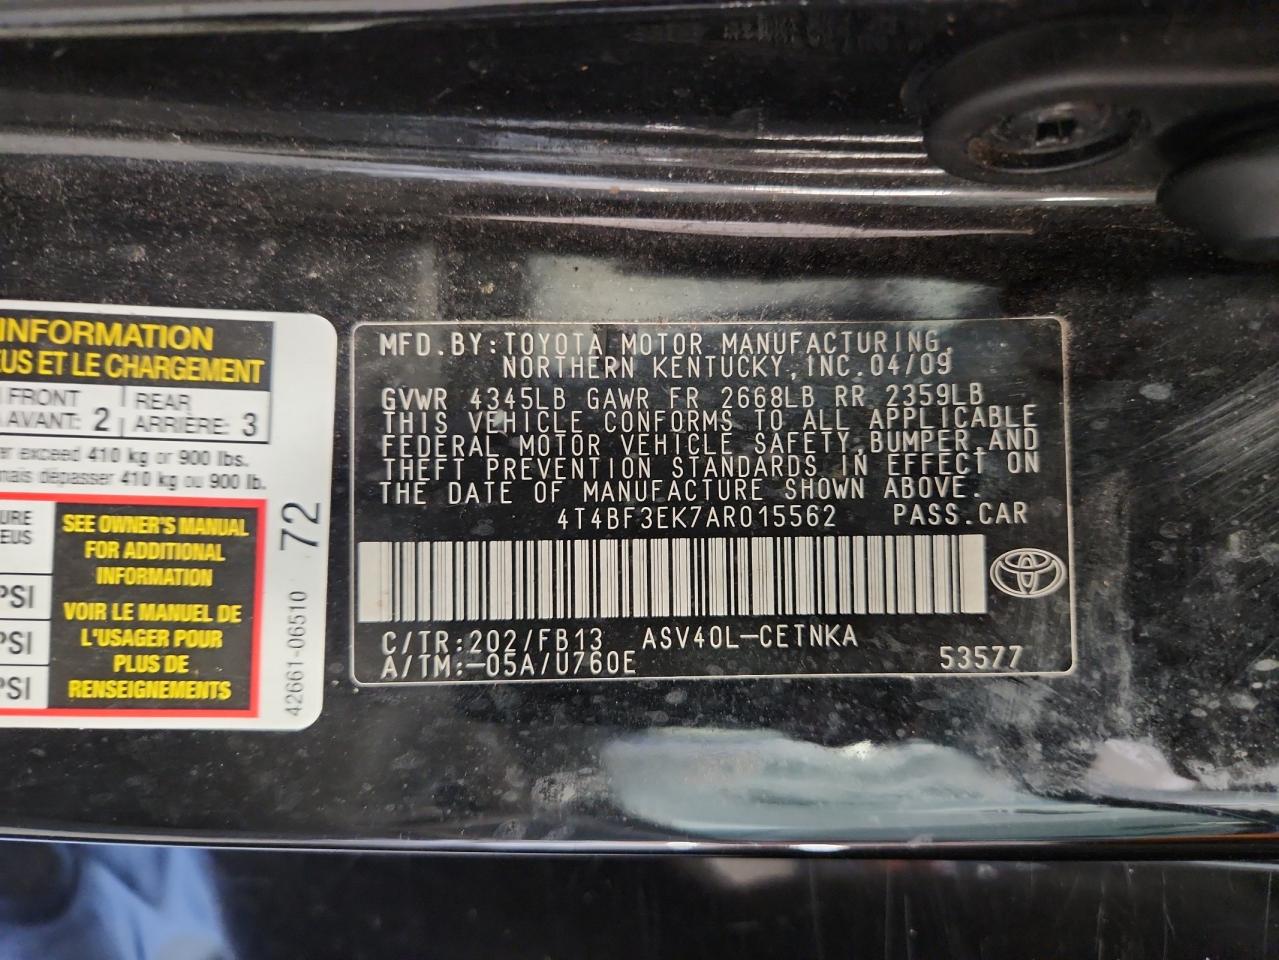 INFORMATION
US ET LE CHARGEMENT
FRONT
AVANT: 2
REAR
ARRIÈRE: 3
exceed 410 kg or 900 lbs.
mais dépasser 410 kg ou 900 lb.
SEE OWNER'S MANUAL
FOR ADDITIONAL
INFORMATION
VOIR LE MANUEL DE
L'USAGER POUR
PLUS DE
RENSEIGNEMENTS
PSI
PSI
PSI
42661-06510 72
MFD.BY:TOYOTA MOTOR MANUFACTURING,
NORTHERN KENTUCKY,INC.04/09
GVWR 4345LB GAWR FR 2668LB RR 2359LB
THIS VEHICLE CONFORMS TO ALL APPLICABLE
FEDERAL MOTOR VEHICLE SAFETY,BUMPER,AND
THEFT PREVENTION STANDARDS IN EFFECT ON
THE DATE OF MANUFACTURE SHOWN ABOVE.
4T4BF3EK7AR015562 PASS.CAR
C/TR:202/FB13 ASV40L-CETNKA
A/TM:-05A/U760E
53577